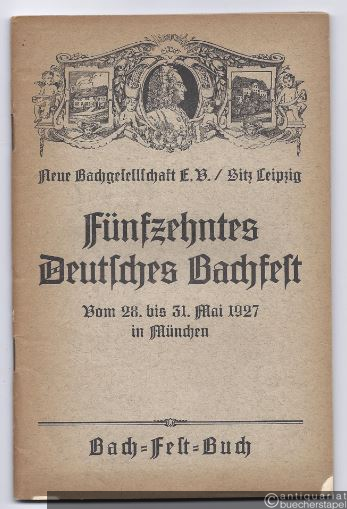 Neue Bachgesellschaft E.V. / Sitz Leipzig
Fünfzehntes
Deutsches Bachfest
Vom 28. bis 31. Mai 1927
in München
Bach=Fest=Buch
antiquariat
buecherstapel